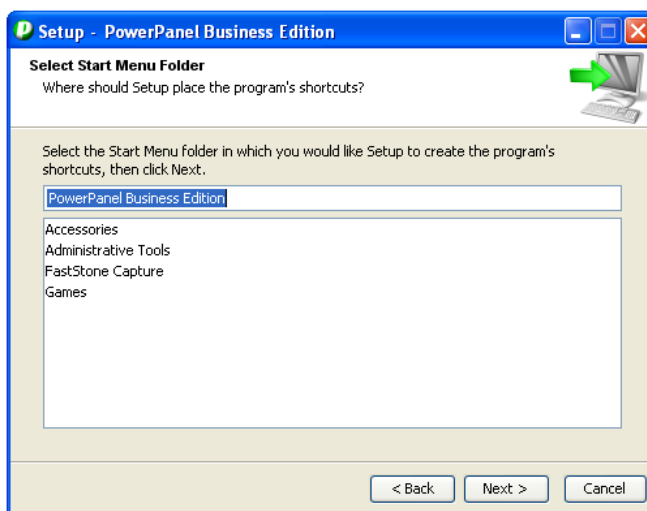 Setup - PowerPanel Business Edition
Select Start Menu Folder
Where should Setup place the program's shortcuts?
Select the Start Menu folder in which you would like Setup to create the program's
shortcuts, then click Next.
PowerPanel Business Edition
Accessories
Administrative Tools
FastStone Capture
Games
< Back Next > Cancel